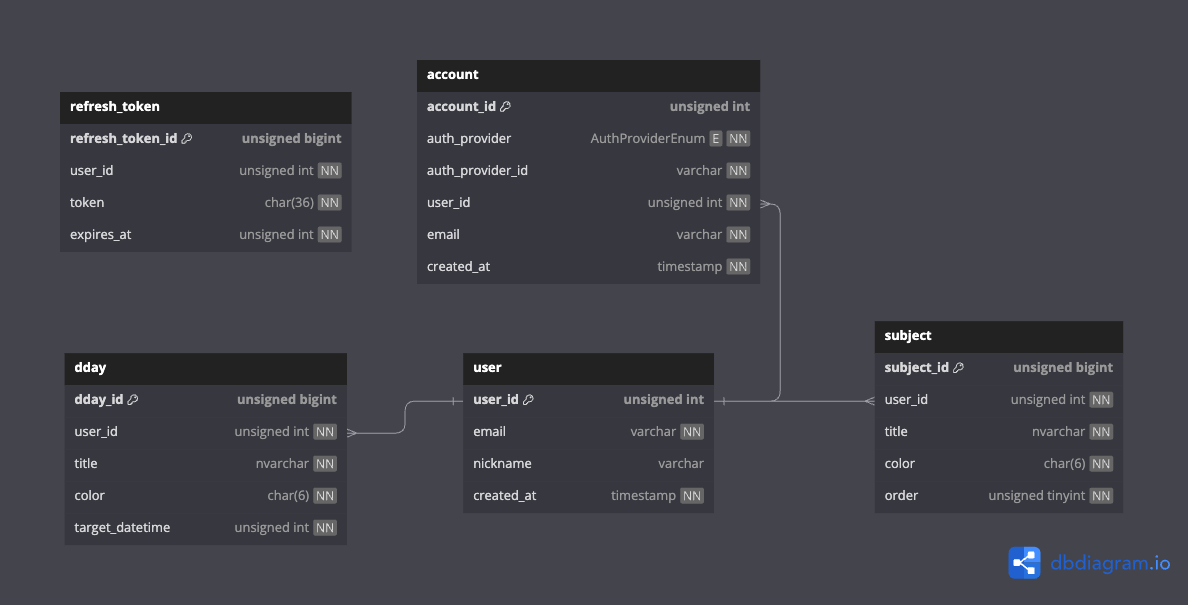 refresh_token
refresh_token_id unsigned bigint
user_id unsigned int NN
token char(36) NN
expires_at unsigned int NN
account
account_id unsigned int
auth_provider AuthProviderEnum E NN
auth_provider_id varchar NN
user_id unsigned int NN
email varchar NN
created_at timestamp NN
dday
dday_id unsigned bigint
user_id unsigned int NN
title nvarchar NN
color char(6) NN
target_datetime unsigned int NN
user
user_id unsigned int
email varchar NN
nickname varchar
created_at timestamp NN
subject
subject_id unsigned bigint
user_id unsigned int NN
title nvarchar NN
color char(6) NN
order unsigned tinyint NN
dbdiagram.io